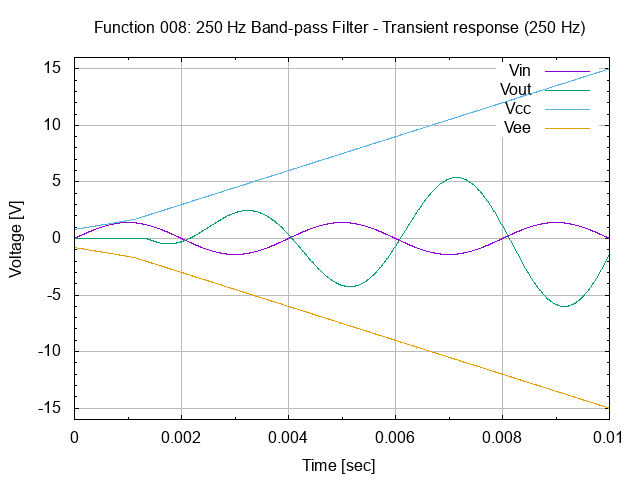 Function 008: 250 Hz Band-pass Filter - Transient response (250 Hz)
Vin
Vout
Vcc
Vee
15
10
5
0
-5
-10
-15
Voltage [V]
0 0.002 0.004 0.006 0.008 0.01
Time [sec]